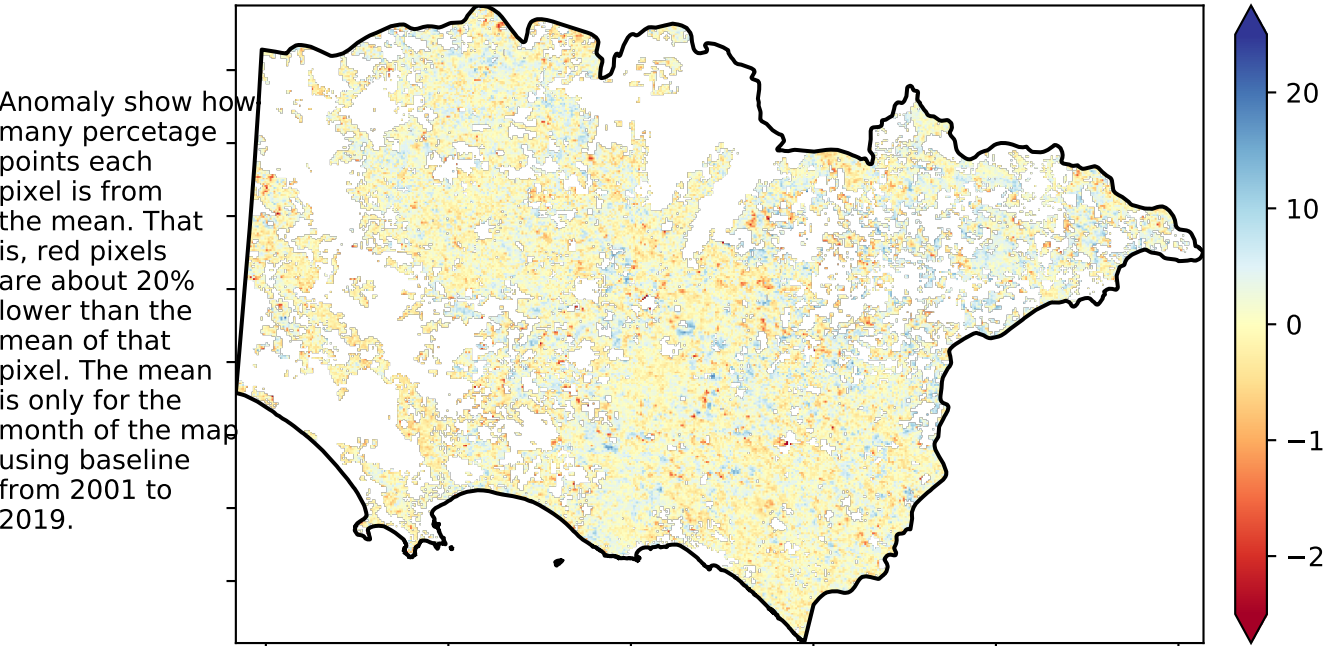 Anomaly show how
many percetage
points each
pixel is from
the mean. That
is, red pixels
are about 20%
lower than the
mean of that
pixel. The mean
is only for the
month of the map
using baseline
from 2001 to
2019.
20
10
0
−1
−2